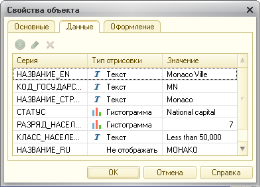 Свойства объекта
Основные Данные Оформление
Серия Тип отрисовки Значение
НАЗВАНИЕ_EN Текст Monaco Ville
КОД_ГОСУДАРС... Текст MN
НАЗВАНИЕ_СТР... Текст Monaco
СТАТУС Гистограмма National capital
РАЗРЯД_НАСЕЛ... Гистограмма 7
КЛАСС_НАСЕЛЕ... Текст Less than 50,000
НАЗВАНИЕ_RU Не отображать МОНАКО
ОК Отмена Справка